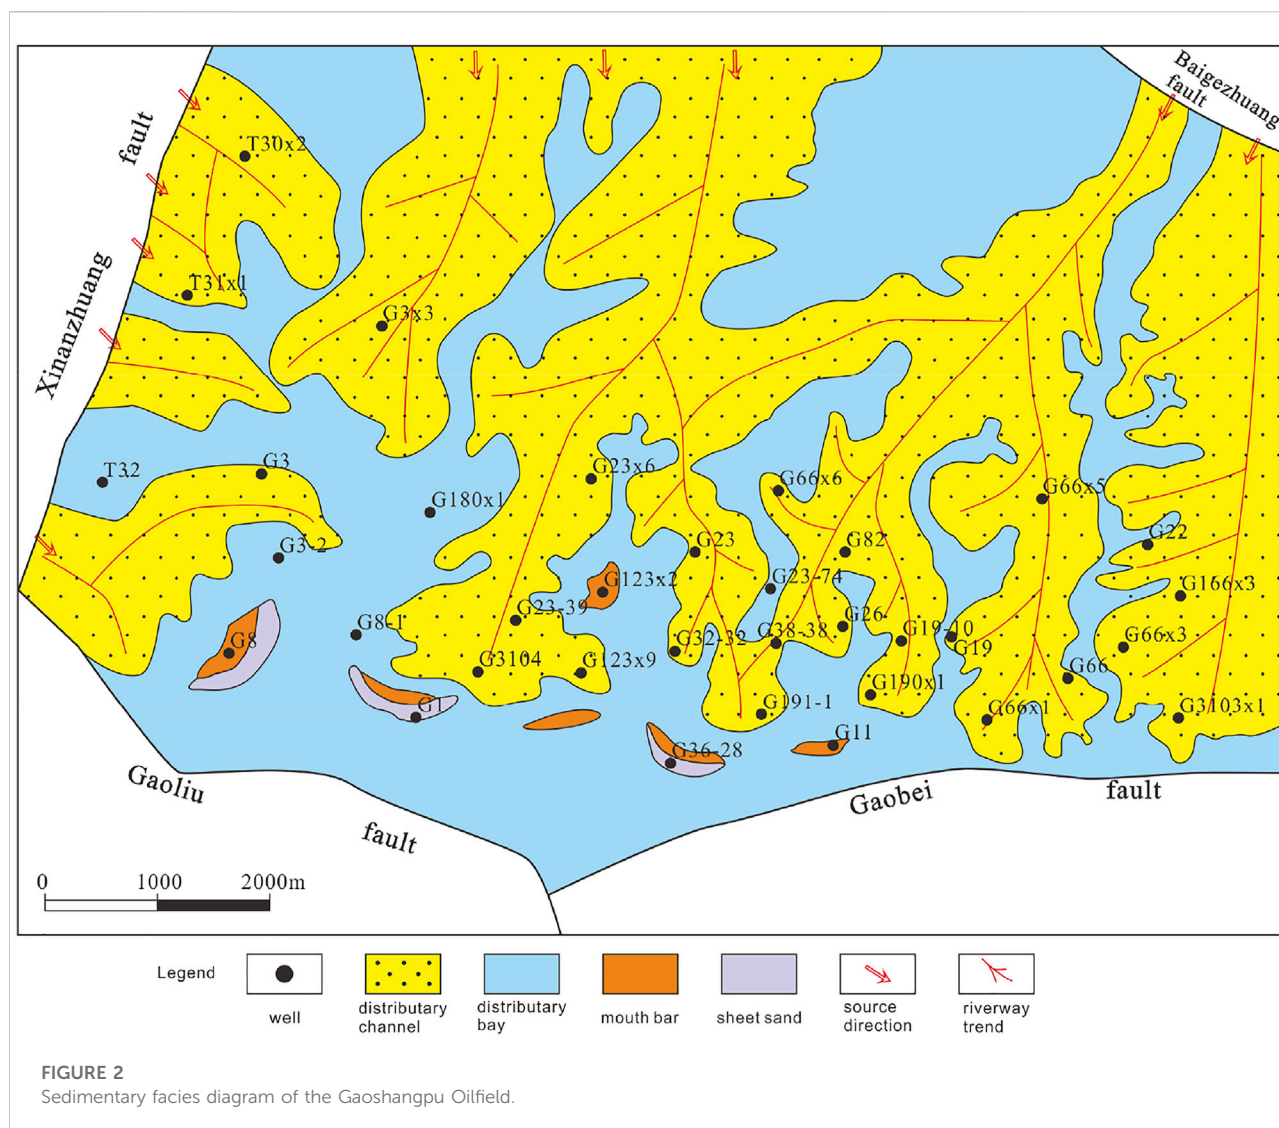 Baigezhuang
fault
fault
Xinanzhuang
T30x2
T31x1
G3x3
T32
G3
G180x1
G23x6
G66x6
G66x5
G3-2
G23
G82
G22
G123x2
G23-74
G166x3
G8
G8-1
G23-39
G32-32
G38-38
G26
G19-10
G19
G66x3
G3104
G123x9
G66
G1
G191-1
G190x1
G66x1
G3103x1
G36-28
G11
Gaoliu
fault
Gaobei
fault
0 1000 2000m
Legend
well
distributary
channel
distributary
bay
mouth bar
sheet sand
source
direction
riverway
trend
FIGURE 2
Sedimentary facies diagram of the Gaoshangpu Oilfield.